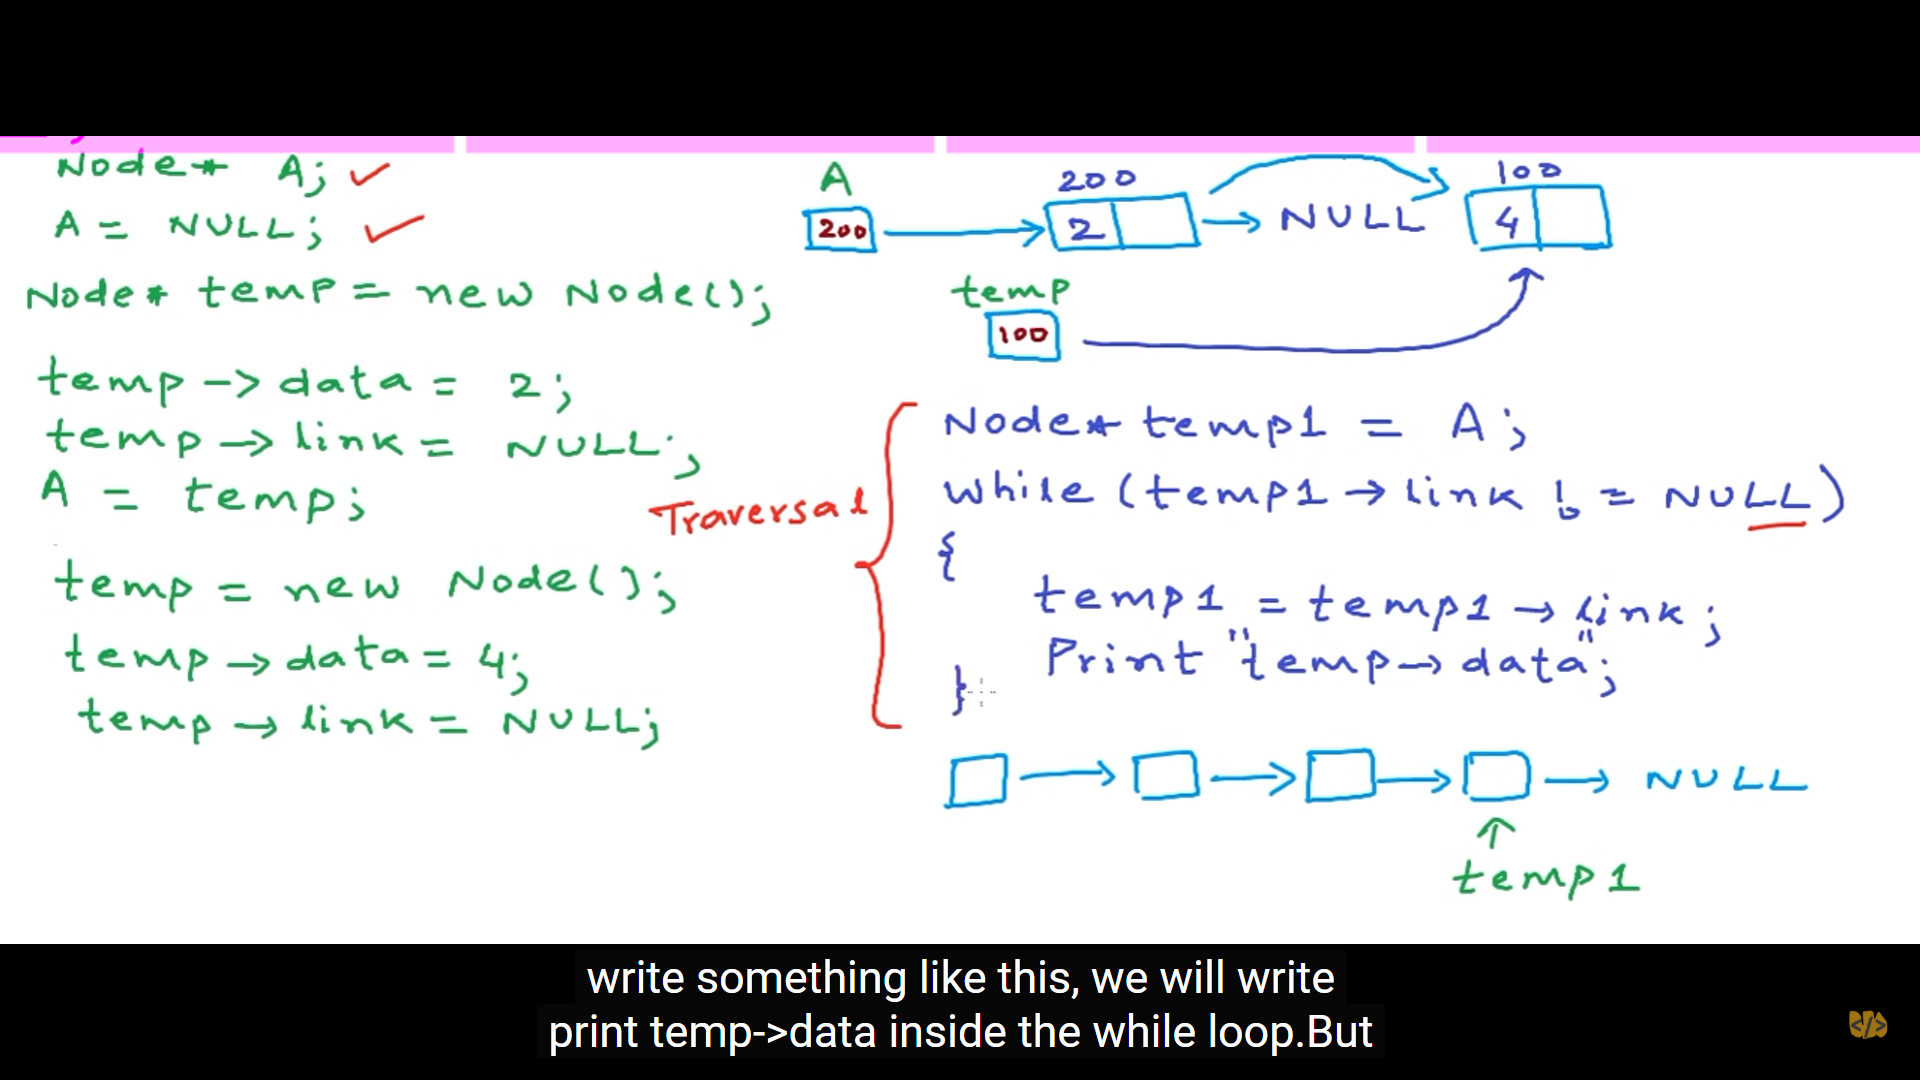 Node* A;
A = NULL;
Node* temp = new Node();
temp -> data = 2;
temp -> link = NULL;
A = temp;
temp = new Node();
temp -> data = 4;
temp -> link = NULL;
A
200
100
200
2
NULL
4
temp
100
Traversal
Node* temp1 = A;
while (temp1 -> link != NULL)
{
temp1 = temp1 -> link;
Print "temp -> data";
}
NULL
temp1
write something like this, we will write
print temp->data inside the while loop.But